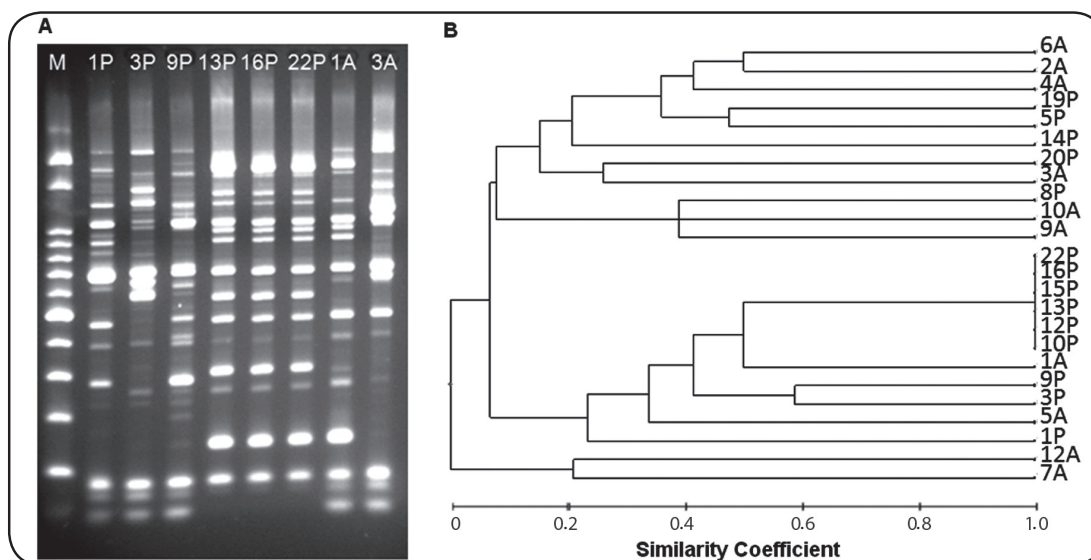 A
M 1P 3P 9P 13P 16P 22P 1A 3A
B
6A
2A
4A
19P
5P
14P
20P
3A
8P
10A
9A
22P
16P
15P
13P
12P
10P
1A
9P
3P
5A
1P
12A
7A
0 0.2 0.4 0.6 0.8 1.0
Similarity Coefficient